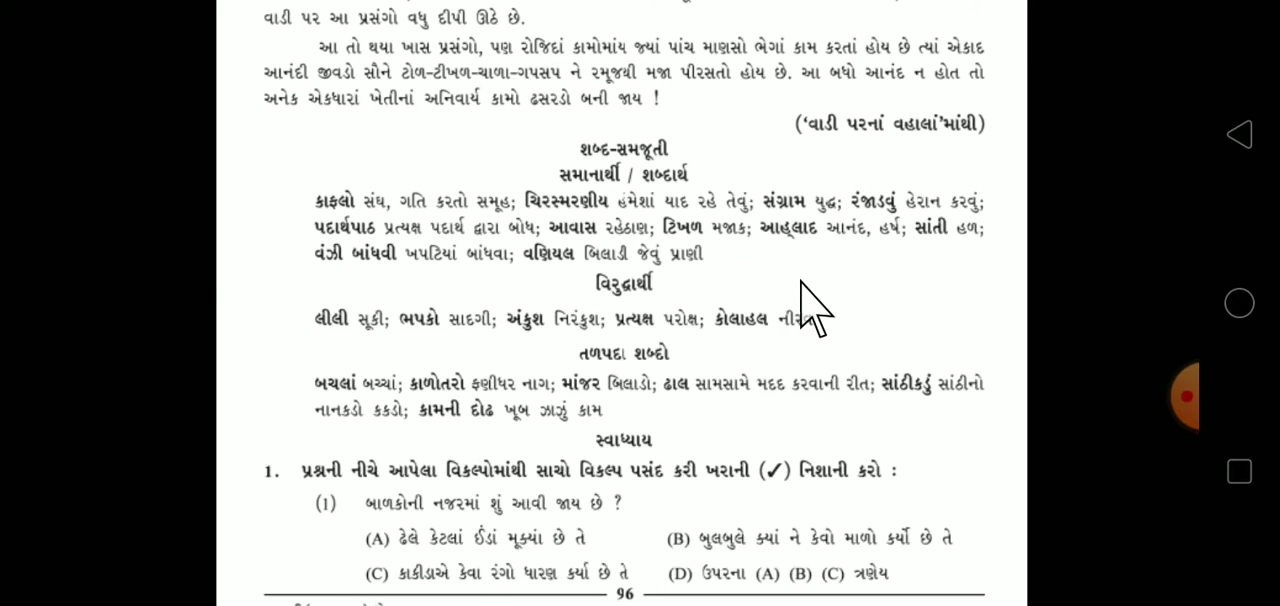 વાડી પર આ પ્રસંગો વધુ દીપી ઊઠે છે.
આ તો થયા ખાસ પ્રસંગો, પણ રોજિંદાં કામોમાંય જ્યાં પાંચ માણસો ભેગાં કામ કરતાં હોય છે ત્યાં એકાદ
આનંદી જીવડો સૌને ટોળ-ટીખળ-ચાળા-ગપસપ ને રમૂજથી મજા પીરસતો હોય છે. આ બધો આનંદ ન હોત તો
અનેક એકધારાં ખેતીનાં અનિવાર્ય કામો ઢસરડો બની જાય !
(‘વાડી પરનાં વહાલાં’માંથી)
શબ્દ-સમજૂતી
સમાનાર્થી / શબ્દાર્થ
કાફલો સંઘ, ગતિ કરતો સમૂહ; ચિરસ્મરણીય હંમેશાં યાદ રહે તેવું; સંગ્રામ યુદ્ધ; રંજાડવું હેરાન કરવું;
પદાર્થપાઠ પ્રત્યક્ષ પદાર્થ દ્વારા બોધ; આવાસ રહેઠાણ; ટિખળ મજાક; આહ્લાદ આનંદ, હર્ષ; સાંતી હળ;
વંઝી બાંધવી ખપટિયાં બાંધવા; વણિયલ બિલાડી જેવું પ્રાણી
વિરુદ્ધાર્થી
લીલી સૂકી; ભપકો સાદગી; અંકુશ નિરંકુશ; પ્રત્યક્ષ પરોક્ષ; કોલાહલ
તળપદા શબ્દો
બચલાં બચ્ચાં; કાળોતરો ફણીધર નાગ; માંજર બિલાડો; ઢાલ સામસામે મદદ કરવાની રીત; સાંઠીકડું સાંઠીનો
નાનકડો કકડો; કામની દોઢ ખૂબ ઝાઝું કામ
સ્વાધ્યાય
1. પ્રશ્નની નીચે આપેલા વિકલ્પોમાંથી સાચો વિકલ્પ પસંદ કરી ખરાની (✓) નિશાની કરો :
(1) બાળકોની નજરમાં શું આવી જાય છે ?
(A) ઢેલે કેટલાં ઈંડાં મૂક્યાં છે તે (B) બુલબુલે ક્યાં ને કેવો માળો કર્યો છે તે
(C) કાકીડાએ કેવા રંગો ધારણ કર્યા છે તે (D) ઉપરના (A) (B) (C) ત્રણેય
96